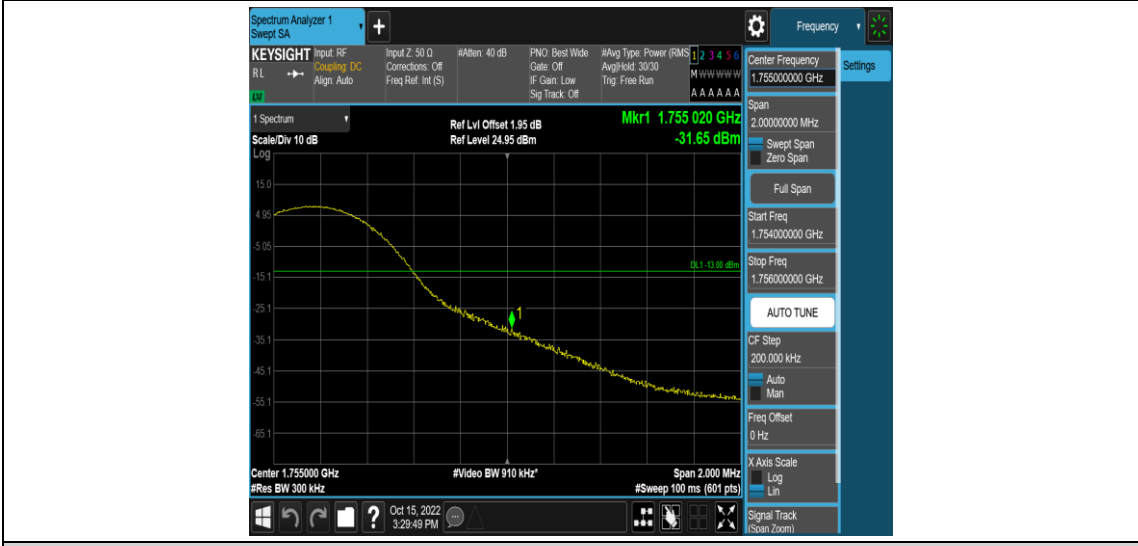 Spectrum Analyzer 1
Swept SA
Frequency
KEYSIGHT
RL
LXI
Input: RF
Coupling: DC
Align: Auto
Input Z: 50 Ω
Corrections: Off
Freq Ref: Int (S)
#Atten: 40 dB
PNO: Best Wide
Gate: Off
IF Gain: Low
Sig Track: Off
#Avg Type: Power (RMS
Avg|Hold: 30/30
Trig: Free Run
1 2 3 4 5 6
M W W W W W
A A A A A A
1 Spectrum
Scale/Div 10 dB
Log
Ref Lvl Offset 1.95 dB
Ref Level 24.95 dBm
Mkr1 1.755 020 GHz
-31.65 dBm
15.0
4.95
-5.05
DL1 -13.00 dBm
-15.1
-25.1
1
-35.1
-45.1
-55.1
-65.1
Center 1.755000 GHz
#Video BW 910 kHz*
Span 2.000 MHz
#Res BW 300 kHz
#Sweep 100 ms (601 pts)
?
Oct 15, 2022
3:29:49 PM
Center Frequency
1.755000000 GHz
Settings
Span
2.00000000 MHz
Swept Span
Zero Span
Full Span
Start Freq
1.754000000 GHz
Stop Freq
1.756000000 GHz
AUTO TUNE
CF Step
200.000 kHz
Auto
Man
Freq Offset
0 Hz
X Axis Scale
Log
Lin
Signal Track
(Span Zoom)